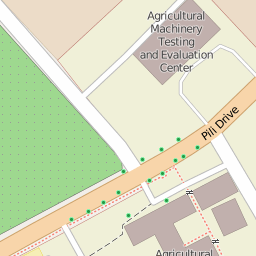 Agricultural
Machinery
Testing
and Evaluation
Center
Pili Drive
Agricultural